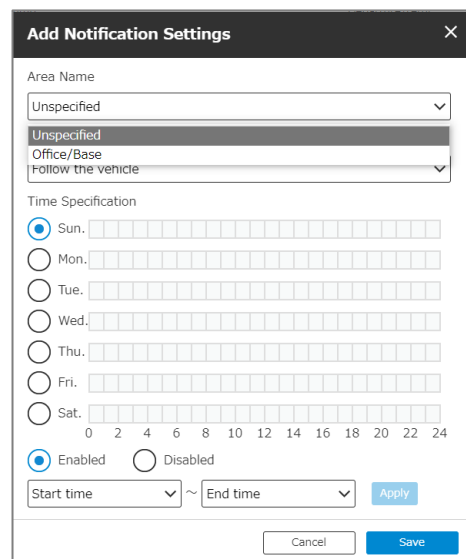 Add Notification Settings
Area Name
Unspecified
Unspecified
Office/Base
Follow the vehicle
Time Specification
Sun.
Mon.
Tue.
Wed.
Thu.
Fri.
Sat.
0 2 4 6 8 10 12 14 16 18 20 22 24
Enabled Disabled
Start time ~ End time Apply
Cancel Save